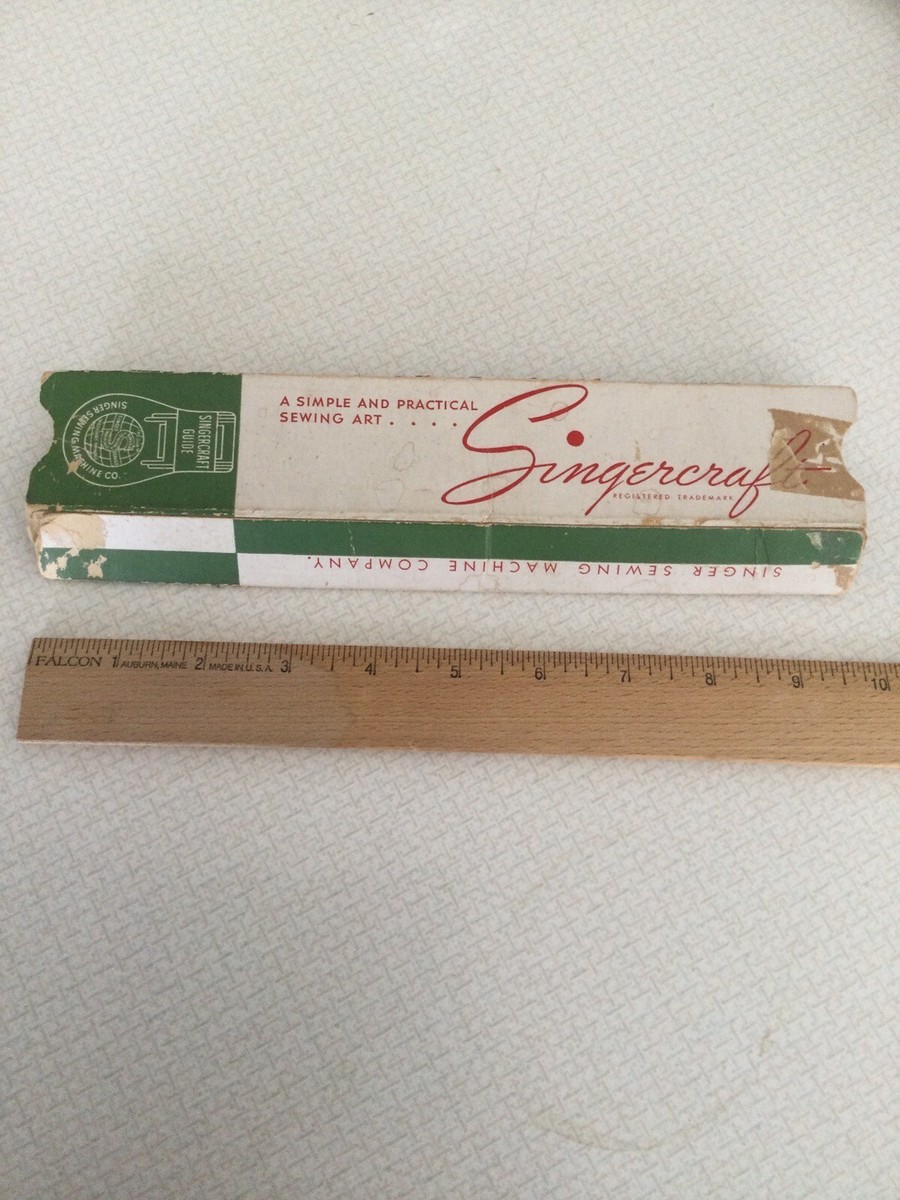 A SIMPLE AND PRACTICAL
SEWING ART . . . .
Singercraft
REGISTERED TRADEMARK
SINGERCRAFT
GUIDE
SINGER SEWING MACHINE CO.
S
SINGER SEWING MACHINE COMPANY.
FALCON 1 AUBURN, MAINE 2 MADE IN U.S.A. 3 4 5 6 7 8 9 10